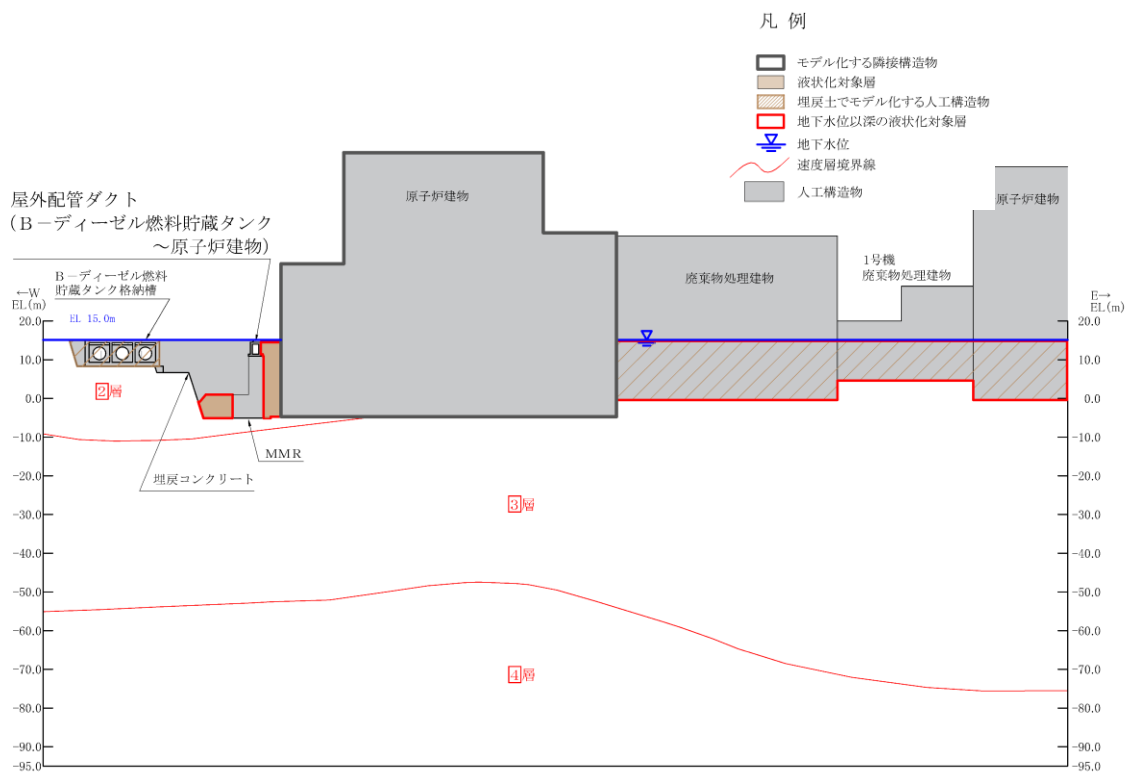 凡 例
モデル化する隣接構造物
液状化対象層
埋戻土でモデル化する人工構造物
地下水位以深の液状化対象層
地下水位
速度層境界線
人工構造物
屋外配管ダクト
(B-ディーゼル燃料貯蔵タンク
~原子炉建物)
B-ディーゼル燃料
貯蔵タンク格納槽
←W
EL(m)
EL 15.0m
原子炉建物
廃棄物処理建物
1号機
廃棄物処理建物
原子炉建物
E→
EL(m)
20.0
10.0
0.0
-10.0
-20.0
-30.0
-40.0
-50.0
-60.0
-70.0
-80.0
-90.0
-95.0
2層
MMR
埋戻コンクリート
3層
4層
20.0
10.0
0.0
-10.0
-20.0
-30.0
-40.0
-50.0
-60.0
-70.0
-80.0
-90.0
-95.0